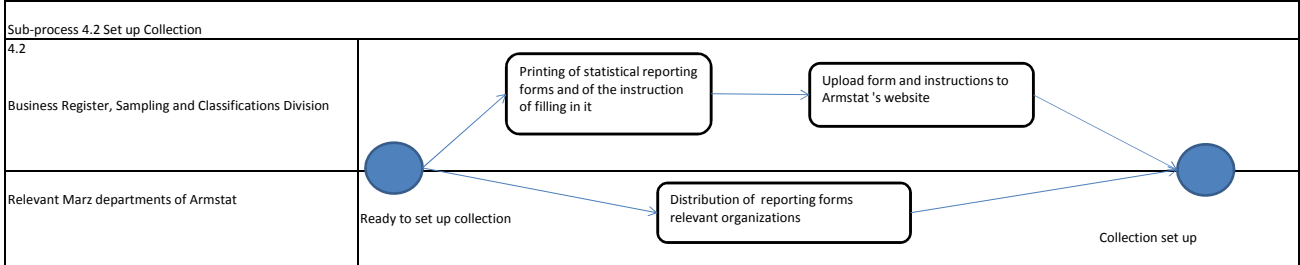 Sub-process 4.2 Set up Collection
4.2
Business Register, Sampling and Classifications Division
Printing of statistical reporting
forms and of the instruction
of filling in it
Upload form and instructions to
Armstat 's website
Relevant Marz departments of Armstat
Ready to set up collection
Distribution of  reporting forms
relevant organizations
Collection set up